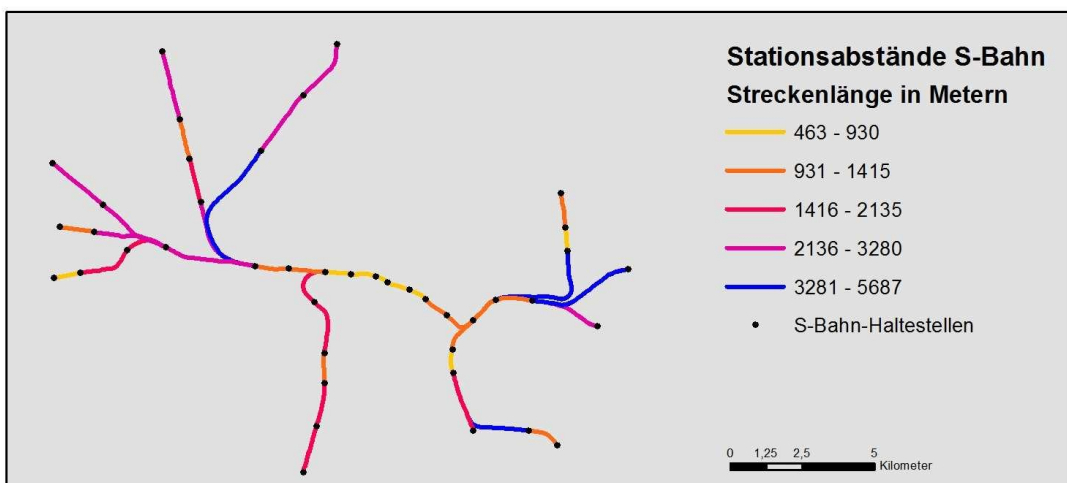 Stationsabstände S-Bahn
Streckenlänge in Metern
463 - 930
931 - 1415
1416 - 2135
2136 - 3280
3281 - 5687
S-Bahn-Haltestellen
0 1,25 2,5 5
Kilometer